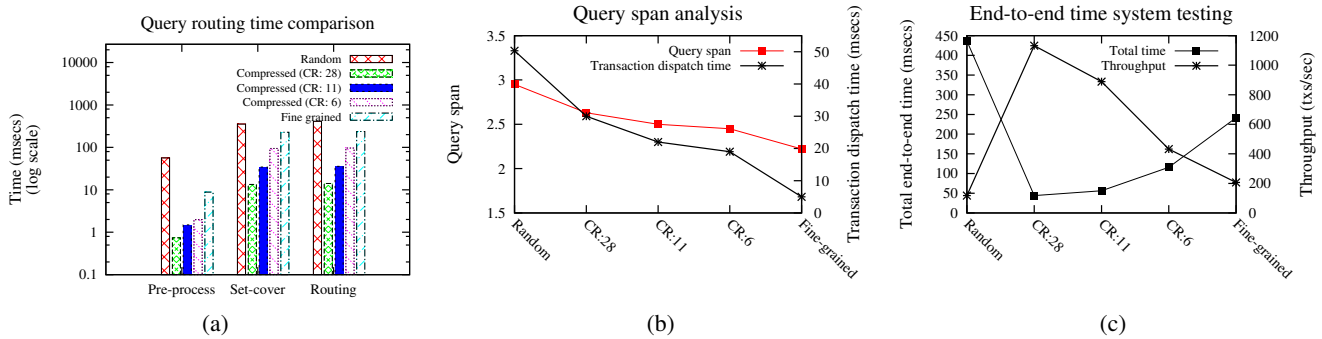 Query routing time comparison
Time (msecs)
(log scale)
10000
1000
100
10
1
0.1
Random
Compressed (CR: 28)
Compressed (CR: 11)
Compressed (CR: 6)
Fine grained
Pre-process
Set-cover
Routing
(a)
Query span analysis
Query span
3.5
3
2.5
2
1.5
Query span
Transaction dispatch time
50
40
30
20
10
0
Transaction dispatch time (msecs)
Random
CR:28
CR:11
CR:6
Fine-grained
(b)
End-to-end time system testing
Total end-to-end time (msecs)
450
400
350
300
250
200
150
100
50
0
Total time
Throughput
1200
1000
800
600
400
200
0
Throughput (txs/sec)
Random
CR:28
CR:11
CR:6
Fine-grained
(c)